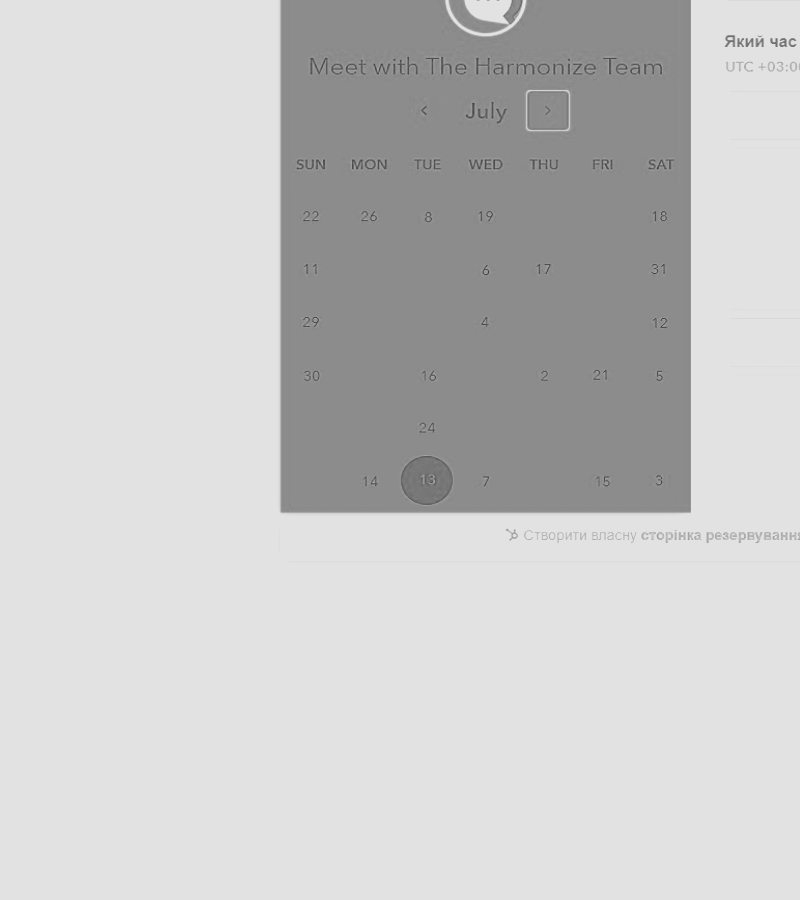 Який час
Meet with The Harmonize Team
UTC +03:00
July
SUN MON TUE WED THU FRI SAT
22 26 8 19 18
11 6 17 31
29 4 12
30 16 2 21 5
24
14 13 7 15 3
Створити власну сторінка резервування